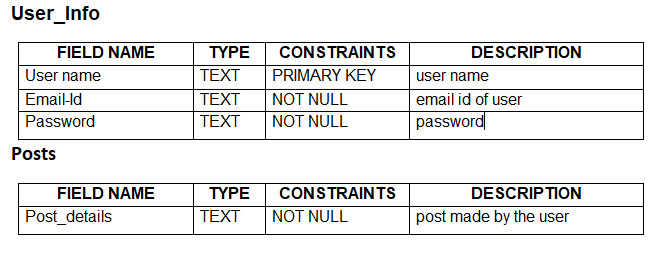 User_Info
FIELD NAME TYPE CONSTRAINTS DESCRIPTION
User name TEXT PRIMARY KEY user name
Email-Id TEXT NOT NULL email id of user
Password TEXT NOT NULL password
Posts
FIELD NAME TYPE CONSTRAINTS DESCRIPTION
Post_details TEXT NOT NULL post made by the user